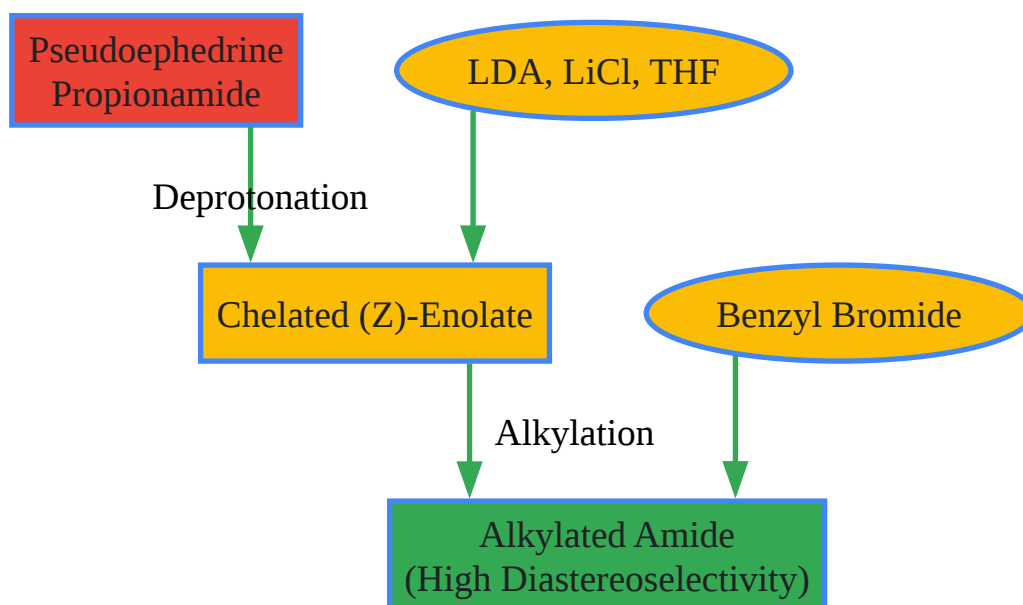 Pseudoephedrine
Propionamide
LDA, LiCl, THF
Deprotonation
Chelated (Z)-Enolate
Benzyl Bromide
Alkylation
Alkylated Amide
(High Diastereoselectivity)